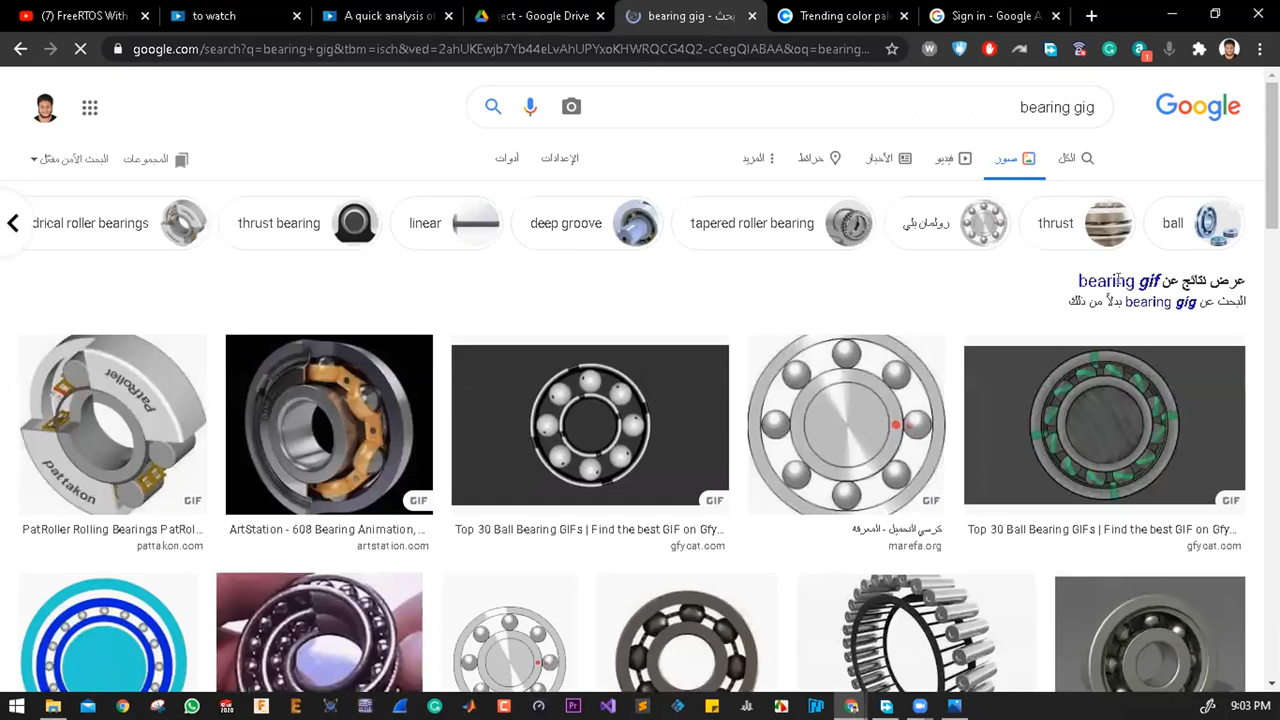 (7) FreeRTOS With
to watch
A quick analysis of
ject - Google Drive
bearing gig - بحث
Trending color pal
Sign in - Google A
google.com/search?q=bearing+gig&tbm=isch&ved=2ahUKEwjb7Yb44eLvAhUPYxoKHWRQCG4Q2-cCegQIABAA&oq=bearing...
1
bearing gig
Google
الكل
صور
فيديو
الأخبار
خرائط
المزيد
الإعدادات
أدوات
المجموعات
البحث الآمن مفعّل
ball
thrust
رولمان بلي
tapered roller bearing
deep groove
linear
thrust bearing
drical roller bearings
عرض نتائج عن bearing gif
البحث عن bearing gig بدلاً من ذلك
PatRoller
pattakon
GIF
GIF
GIF
GIF
GIF
PatRoller Rolling Bearings PatRol...
pattakon.com
ArtStation - 608 Bearing Animation, ...
artstation.com
Top 30 Ball Bearing GIFs | Find the best GIF on Gfy...
gfycat.com
كرسي التحميل - المعرفة
marefa.org
Top 30 Ball Bearing GIFs | Find the best GIF on Gfy...
gfycat.com
9:03 PM